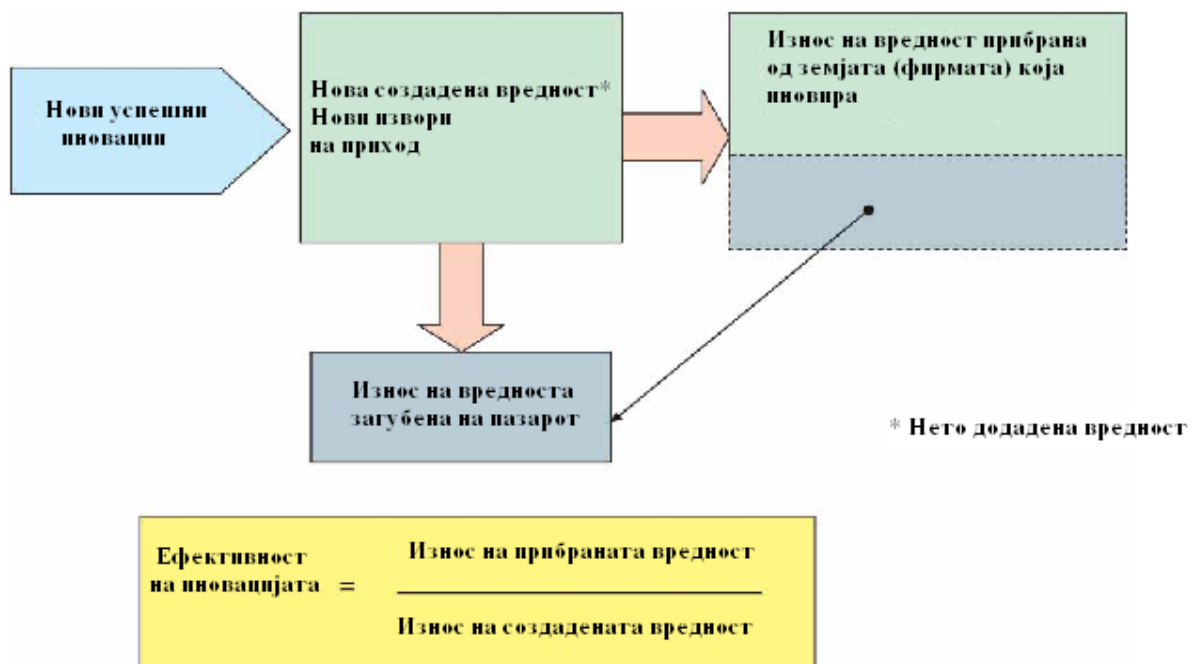 Нови успешни
иновации
Нова создадена вредност*
Нови извори
на приход
Износ на вредност прибрана
од земјата (фирмата) која
иновира
Износ на вредноста
загубена на пазарот
* Нето додадена вредност
Ефективност
на иновацијата =
Износ на прибраната вредност
Износ на создадената вредност